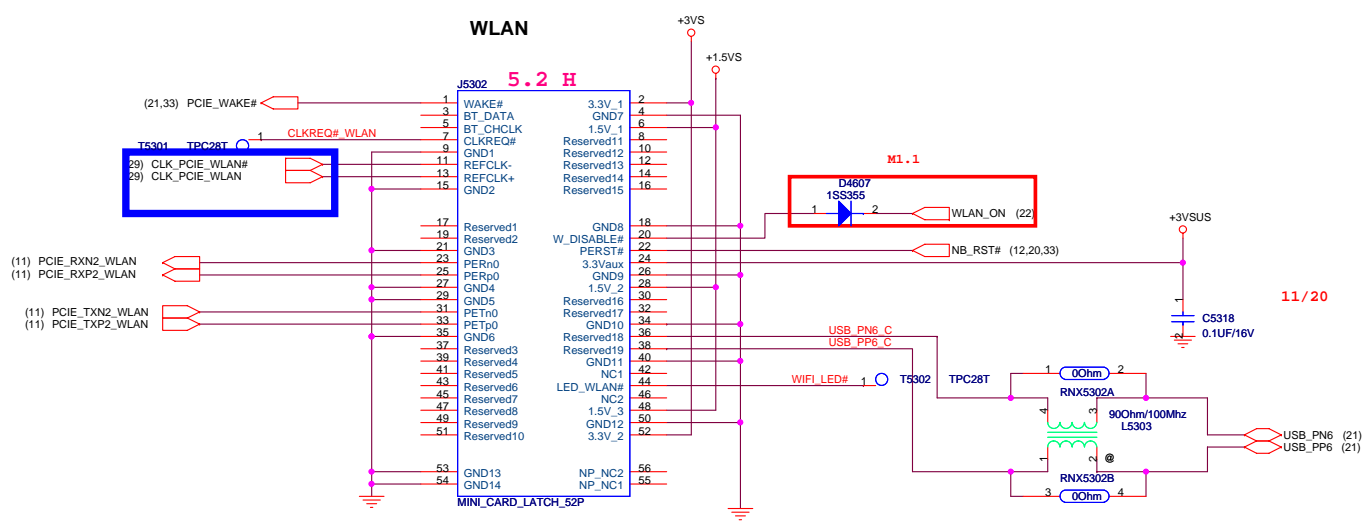 WLAN
+3VS
+1.5VS
J5302
5.2 H
(21,33) PCIE_WAKE#
1 WAKE# 3.3V_1 2
3 BT_DATA GND7 4
5 BT_CHCLK 1.5V_1 6
T5301 TPC28T 1 CLKREQ#_WLAN 7 CLKREQ# Reserved11 8
9 GND1 Reserved12 10
29) CLK_PCIE_WLAN# 11 REFCLK- Reserved13 12
29) CLK_PCIE_WLAN 13 REFCLK+ Reserved14 14
15 GND2 Reserved15 16
M1.1
D4607
1SS355
1 2 WLAN_ON (22)
17 Reserved1 GND8 18
19 Reserved2 W_DISABLE# 20
21 GND3 PERST# 22 NB_RST# (12,20,33)
(11) PCIE_RXN2_WLAN 23 PERn0 3.3Vaux 24
(11) PCIE_RXP2_WLAN 25 PERp0 GND9 26
27 GND4 1.5V_2 28
29 GND5 Reserved16 30
(11) PCIE_TXN2_WLAN 31 PETn0 Reserved17 32
(11) PCIE_TXP2_WLAN 33 PETp0 GND10 34
35 GND6 Reserved18 36 USB_PN6_C
37 Reserved3 Reserved19 38 USB_PP6_C
39 Reserved4 GND11 40
41 Reserved5 NC1 42
43 Reserved6 LED_WLAN# 44 WIFI_LED# 1 T5302 TPC28T
45 Reserved7 NC2 46
47 Reserved8 1.5V_3 48
49 Reserved9 GND12 50
51 Reserved10 3.3V_2 52
53 GND13 NP_NC2 56
54 GND14 NP_NC1 55
MINI_CARD_LATCH_52P
+3VSUS
11/20
1
C5318
0.1UF/16V
2
1 0Ohm 2
RNX5302A
4 3
90Ohm/100Mhz
L5303
1 2 @
RNX5302B
3 0Ohm 4
USB_PN6 (21)
USB_PP6 (21)